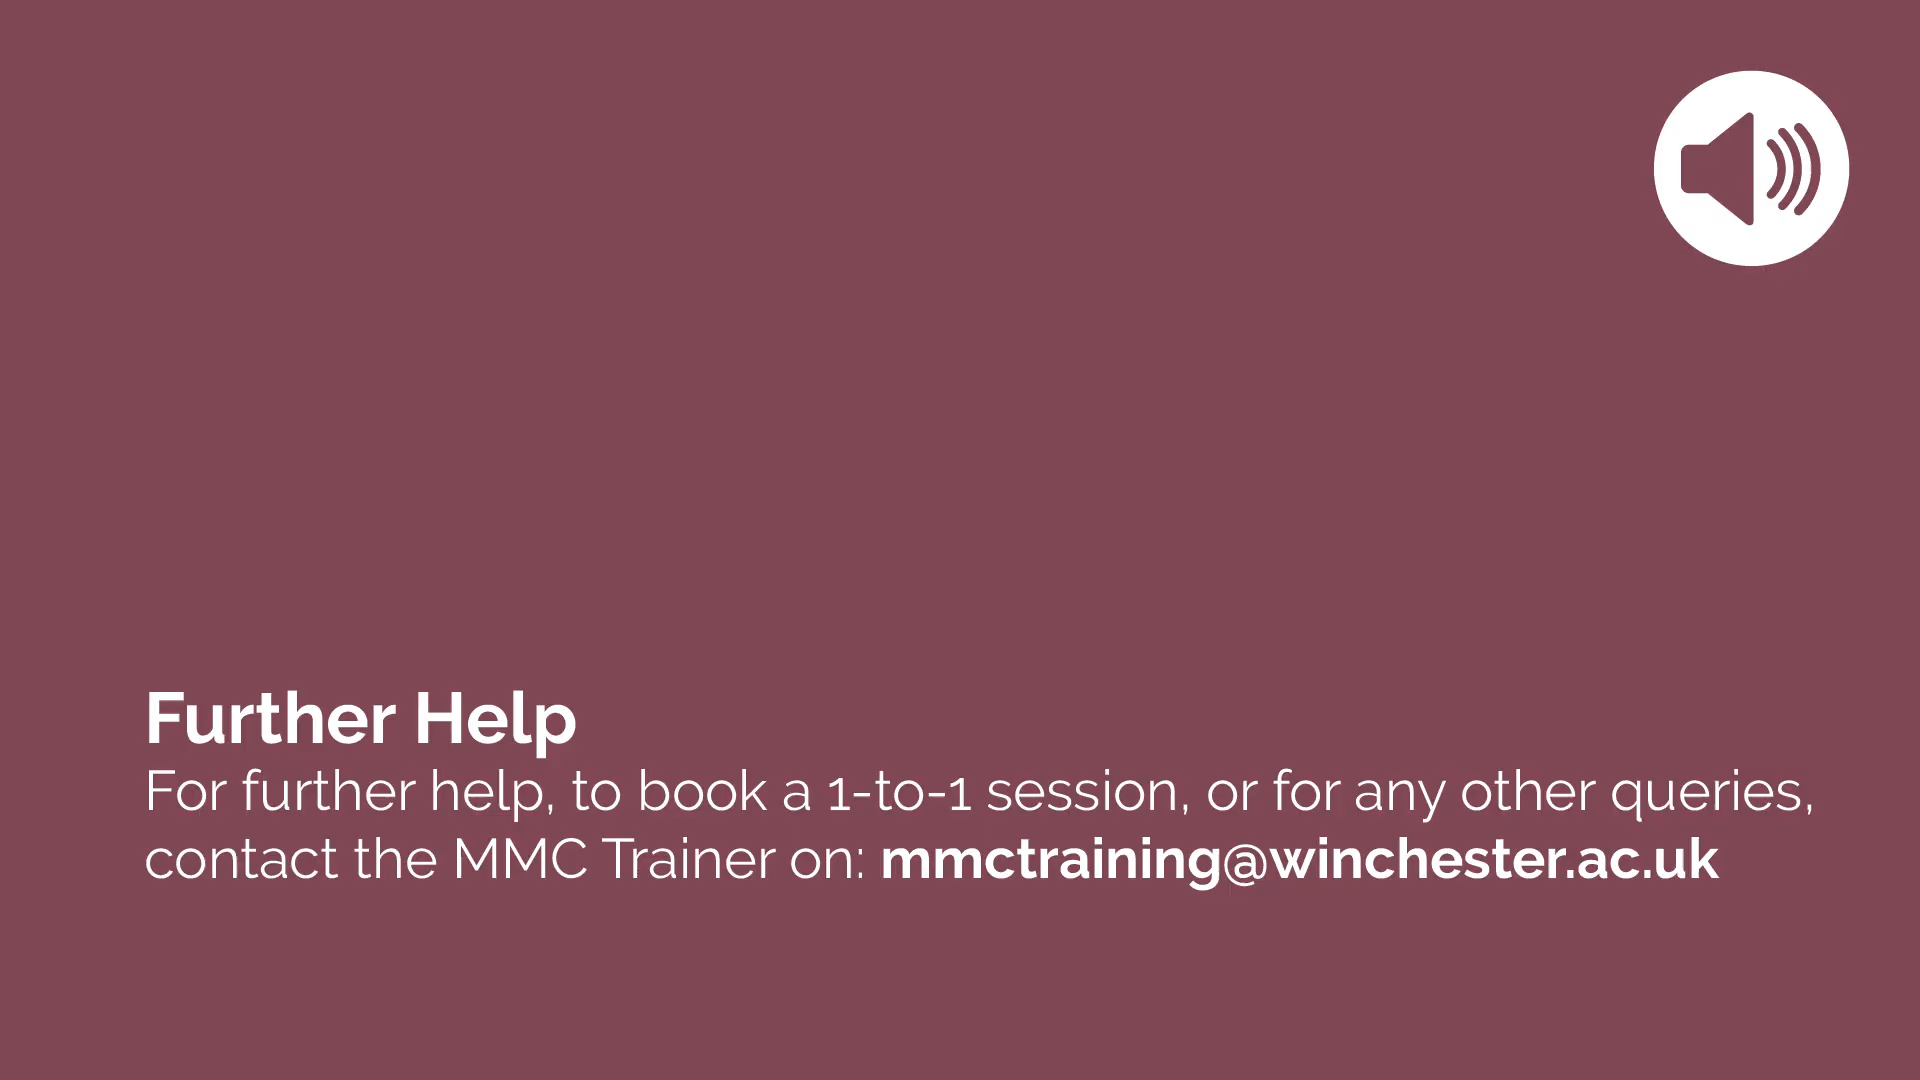 Further Help
For further help, to book a 1-to-1 session, or for any other queries,
contact the MMC Trainer on: mmctraining@winchester.ac.uk